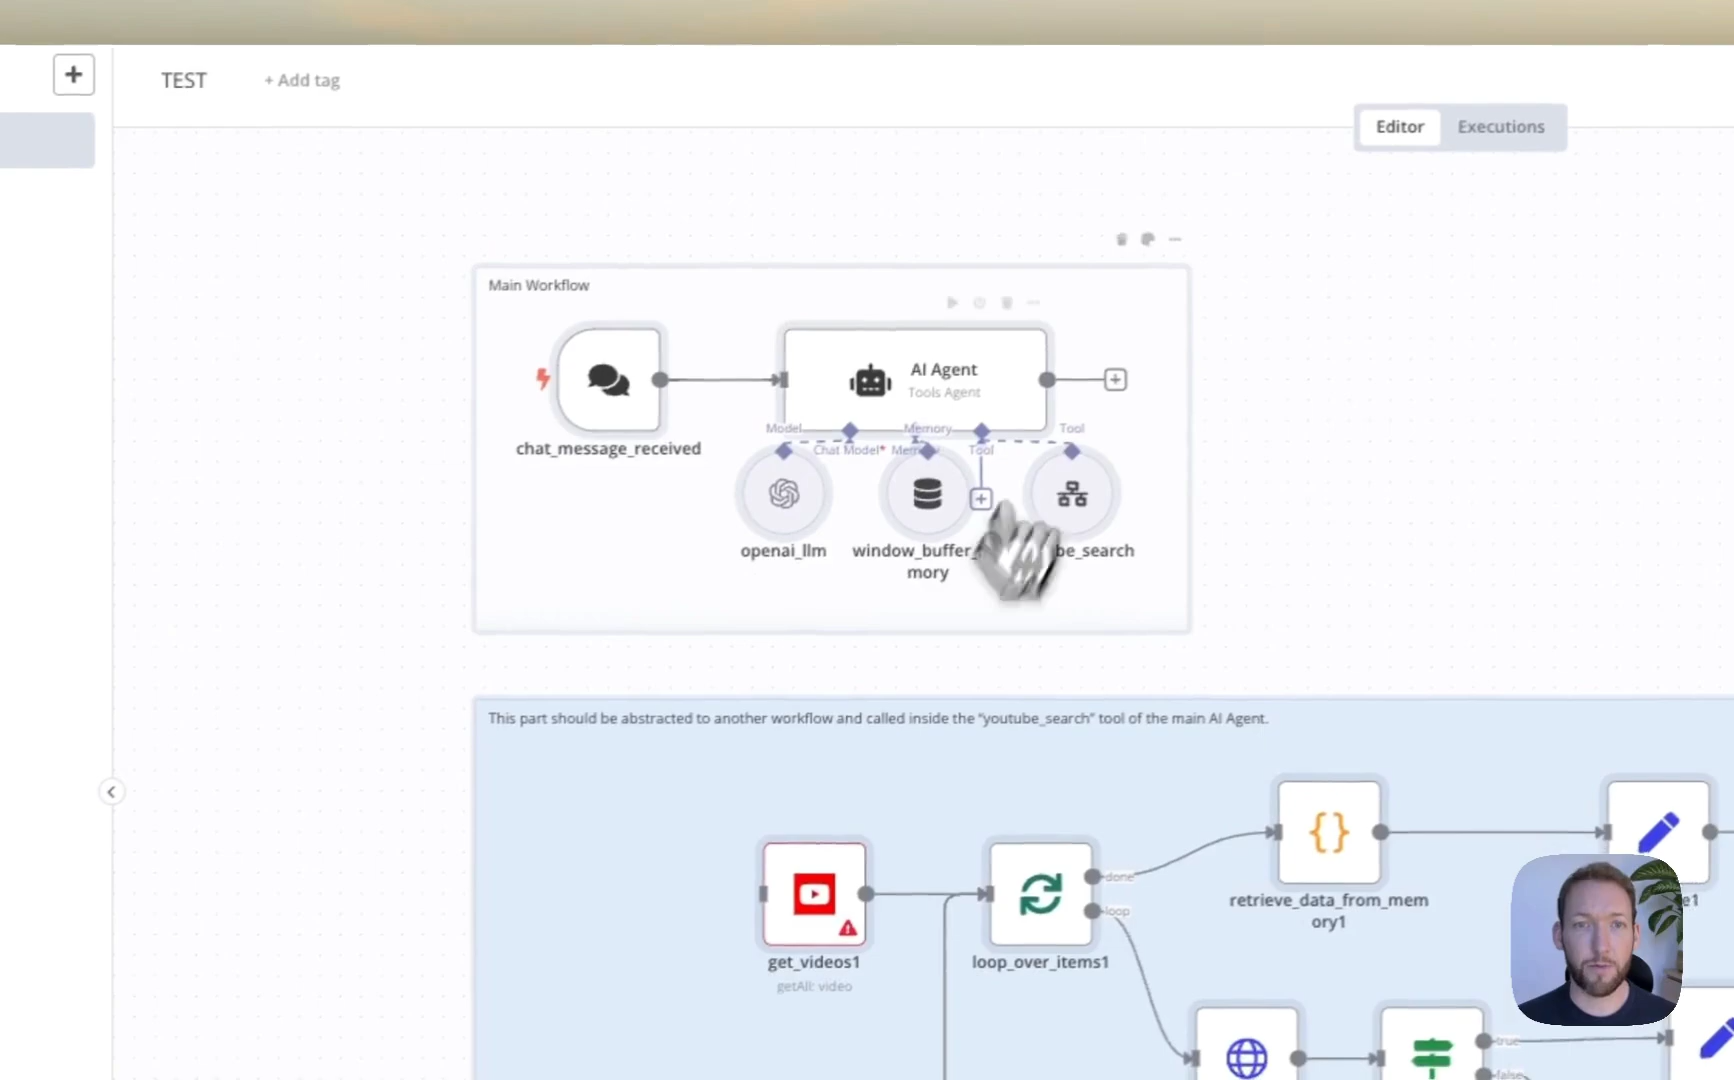 TEST
+ Add tag
Editor
Executions
Main Workflow
AI Agent
Tools Agent
Model
Memory
Tool
Chat Model*
Tool
chat_message_received
openai_llm
window_buffer_
mory
be_search
This part should be abstracted to another workflow and called inside the "youtube_search" tool of the main AI Agent.
done
loop
retrieve_data_from_mem
ory1
e1
get_videos1
getAll: video
loop_over_items1
true
false